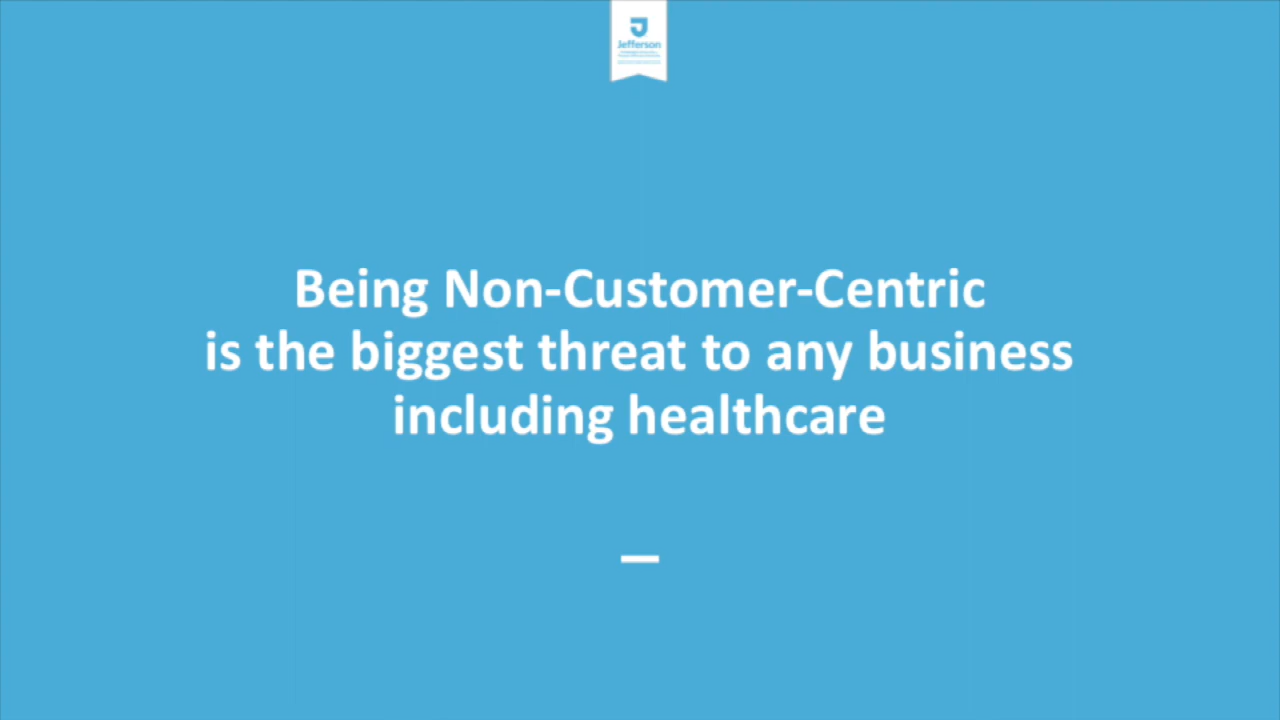 Jefferson
Being Non-Customer-Centric
is the biggest threat to any business
including healthcare